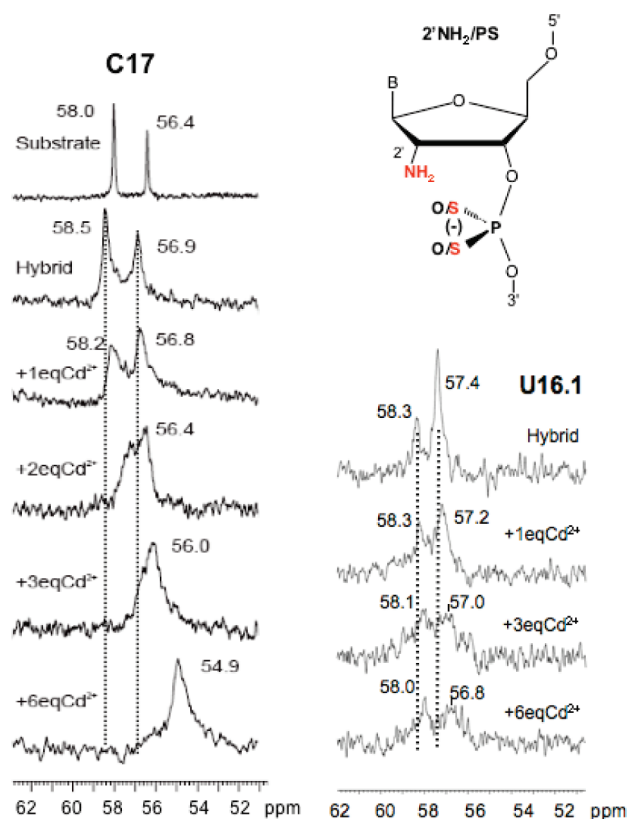 C17
58.0
56.4
Substrate
58.5
56.9
Hybrid
58.2
56.8
+1eqCd²⁺
56.4
+2eqCd²⁺
56.0
+3eqCd²⁺
54.9
+6eqCd²⁺
62 60 58 56 54 52 ppm
2'NH₂/PS
5'
O
B
O
2'
NH₂
O
O/S
(-)
P
O/S
O
3'
57.4
U16.1
58.3
Hybrid
58.3
57.2
+1eqCd²⁺
58.1
57.0
+3eqCd²⁺
58.0
56.8
+6eqCd²⁺
62 60 58 56 54 52 ppm